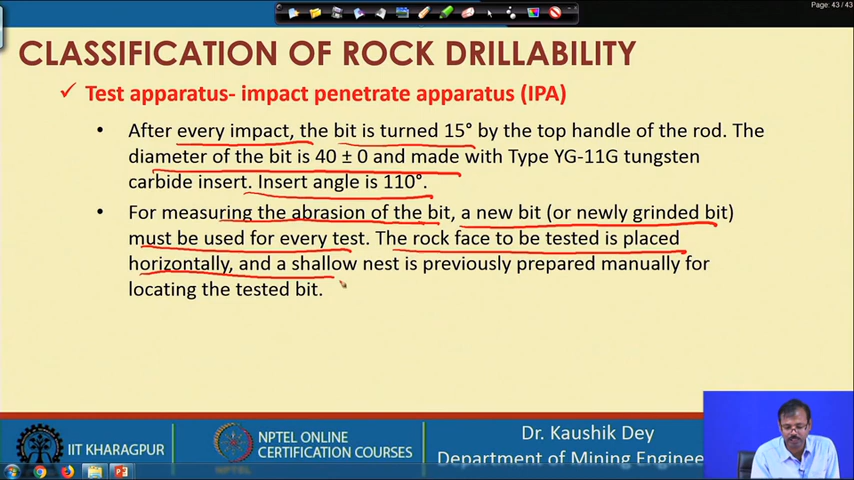 Page: 43 / 43
CLASSIFICATION OF ROCK DRILLABILITY
✓ Test apparatus- impact penetrate apparatus (IPA)
• After every impact, the bit is turned 15° by the top handle of the rod. The
diameter of the bit is 40 ± 0 and made with Type YG-11G tungsten
carbide insert. Insert angle is 110°.
• For measuring the abrasion of the bit, a new bit (or newly grinded bit)
must be used for every test. The rock face to be tested is placed
horizontally, and a shallow nest is previously prepared manually for
locating the tested bit.
IIT KHARAGPUR
NPTEL ONLINE
CERTIFICATION COURSES
Dr. Kaushik Dey
Department of Mining Enginee